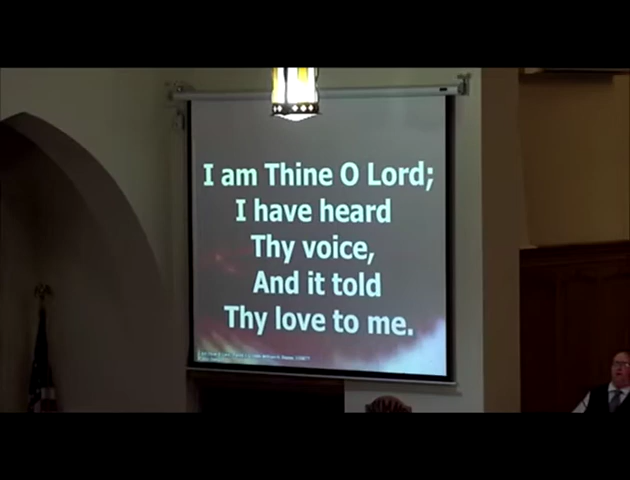 I am Thine O Lord;
I have heard
Thy voice,
And it told
Thy love to me.